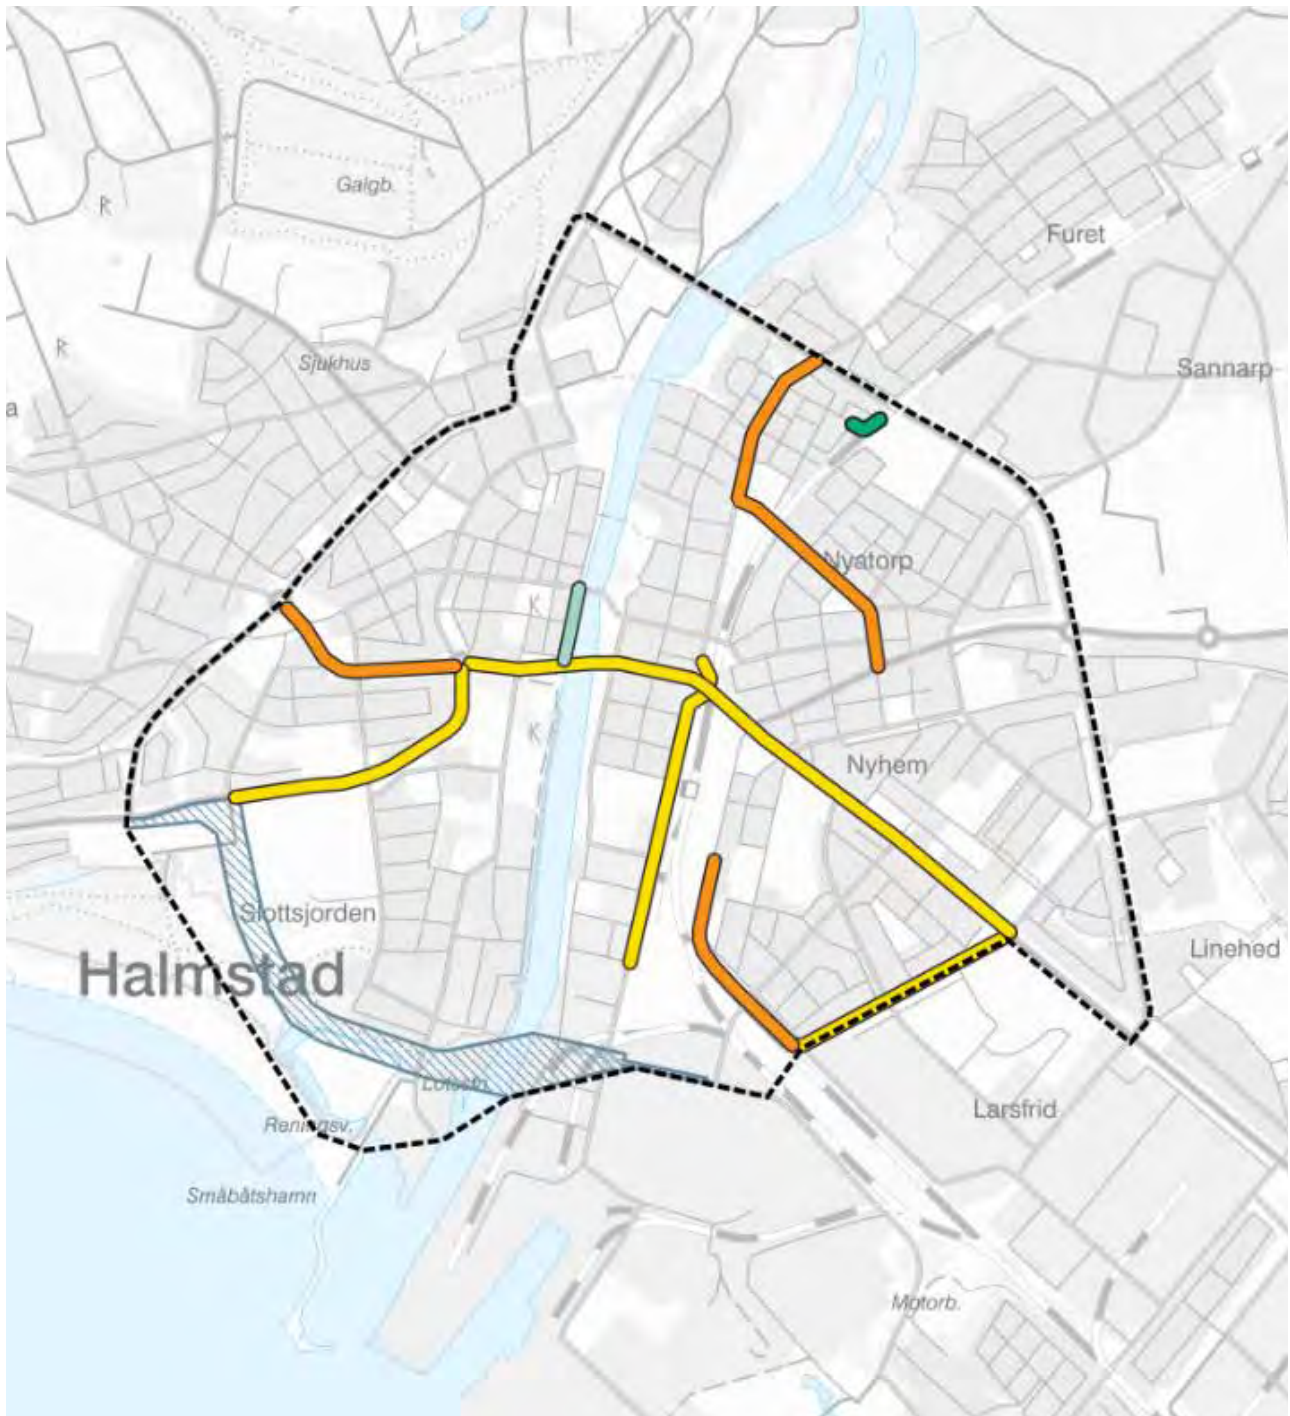 Galgb.
Furet
Sjukhus
Sannarp
a
Nyatorp
Nyhem
Slottsjorden
Linehed
Halmstad
Larsfrid
Småbåtshamn
Motorb.